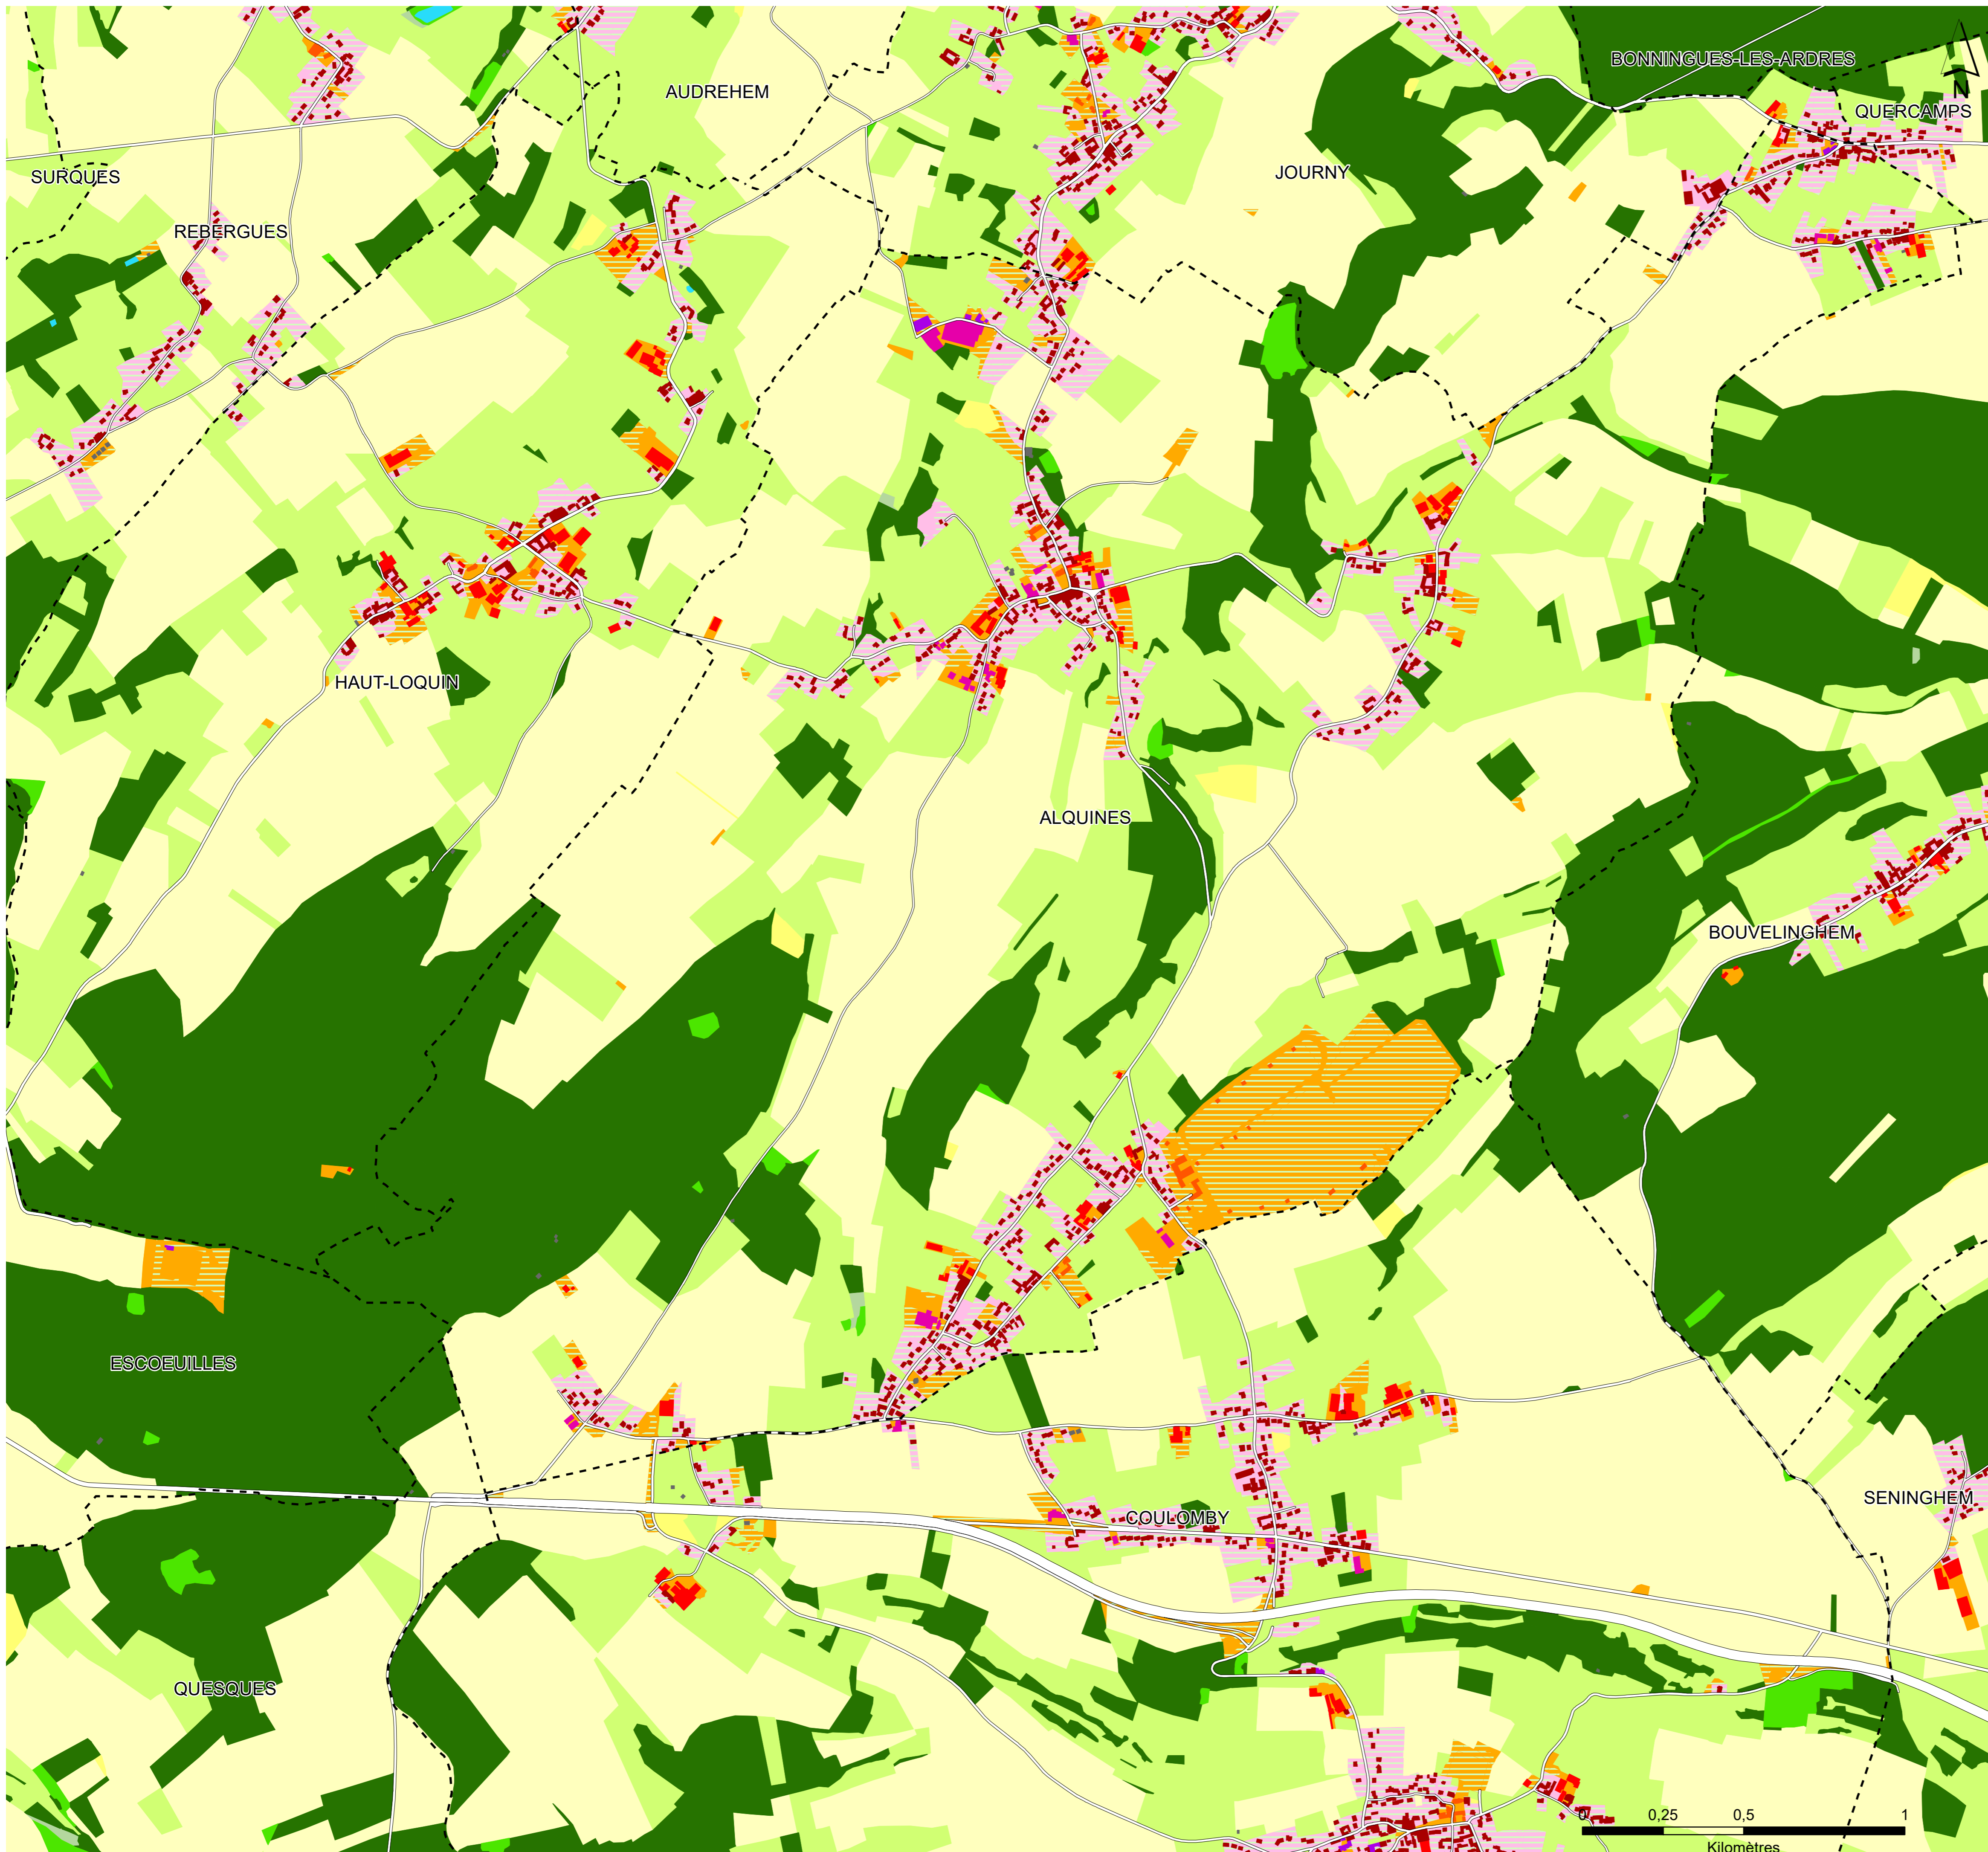 BONNINGUES-LES-ARDRES
AUDREHEM
N
QUERCAMPS
JOURNY
SURQUES
REBERGUES
HAUT-LOQUIN
ALQUINES
BOUVELINGHEM
ESCOEUILLES
SENINGHEM
COULOMBY
QUESQUES
0 0,25 0,5 1
Kilomètres